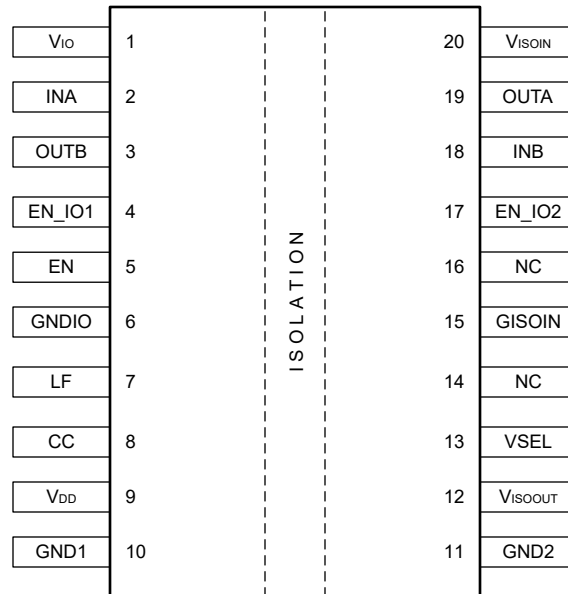 VIO 1 20 VISOIN
INA 2 19 OUTA
OUTB 3 18 INB
EN_IO1 4 17 EN_IO2
EN 5 16 NC
GNDIO 6 15 GISOIN
LF 7 14 NC
CC 8 13 VSEL
VDD 9 12 VISOOUT
GND1 10 11 GND2
ISOLATION